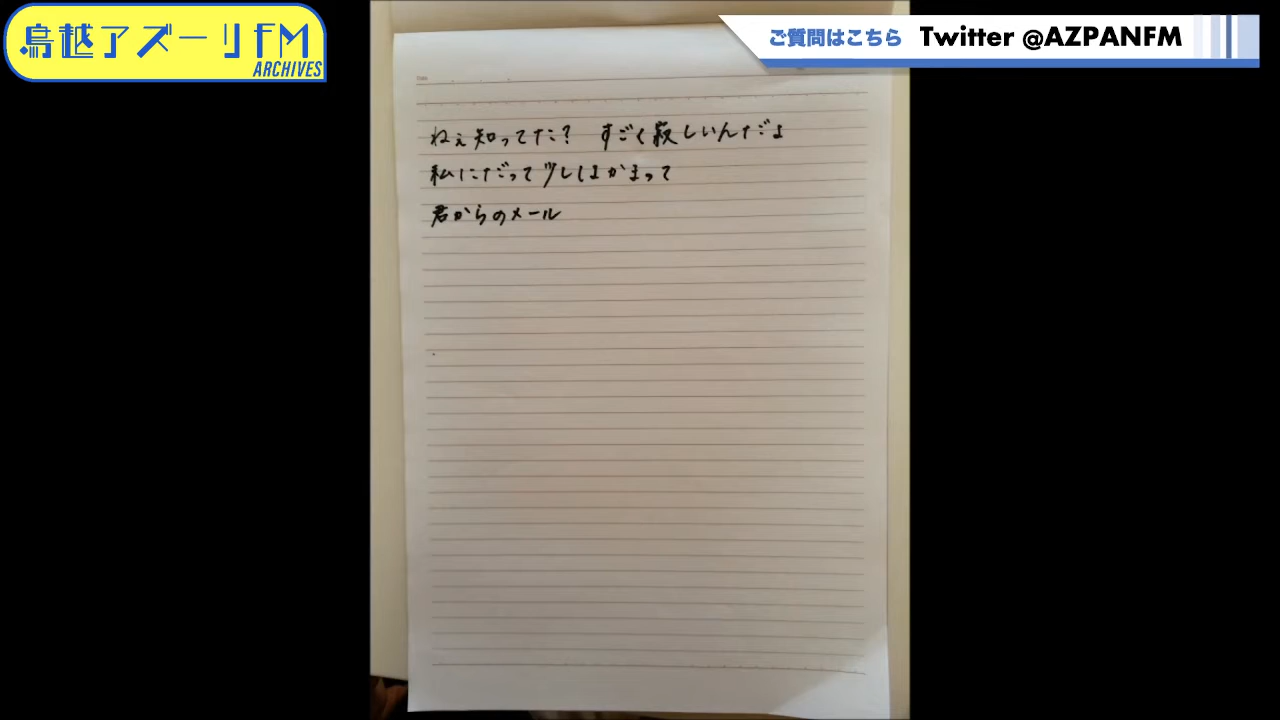 鳥越アズーリFM
ARCHIVES
ご質問はこちら Twitter @AZPANFM
ねぇ知ってた？ すごく寂しいんだよ
私にだって少しはかまって
君からのメール